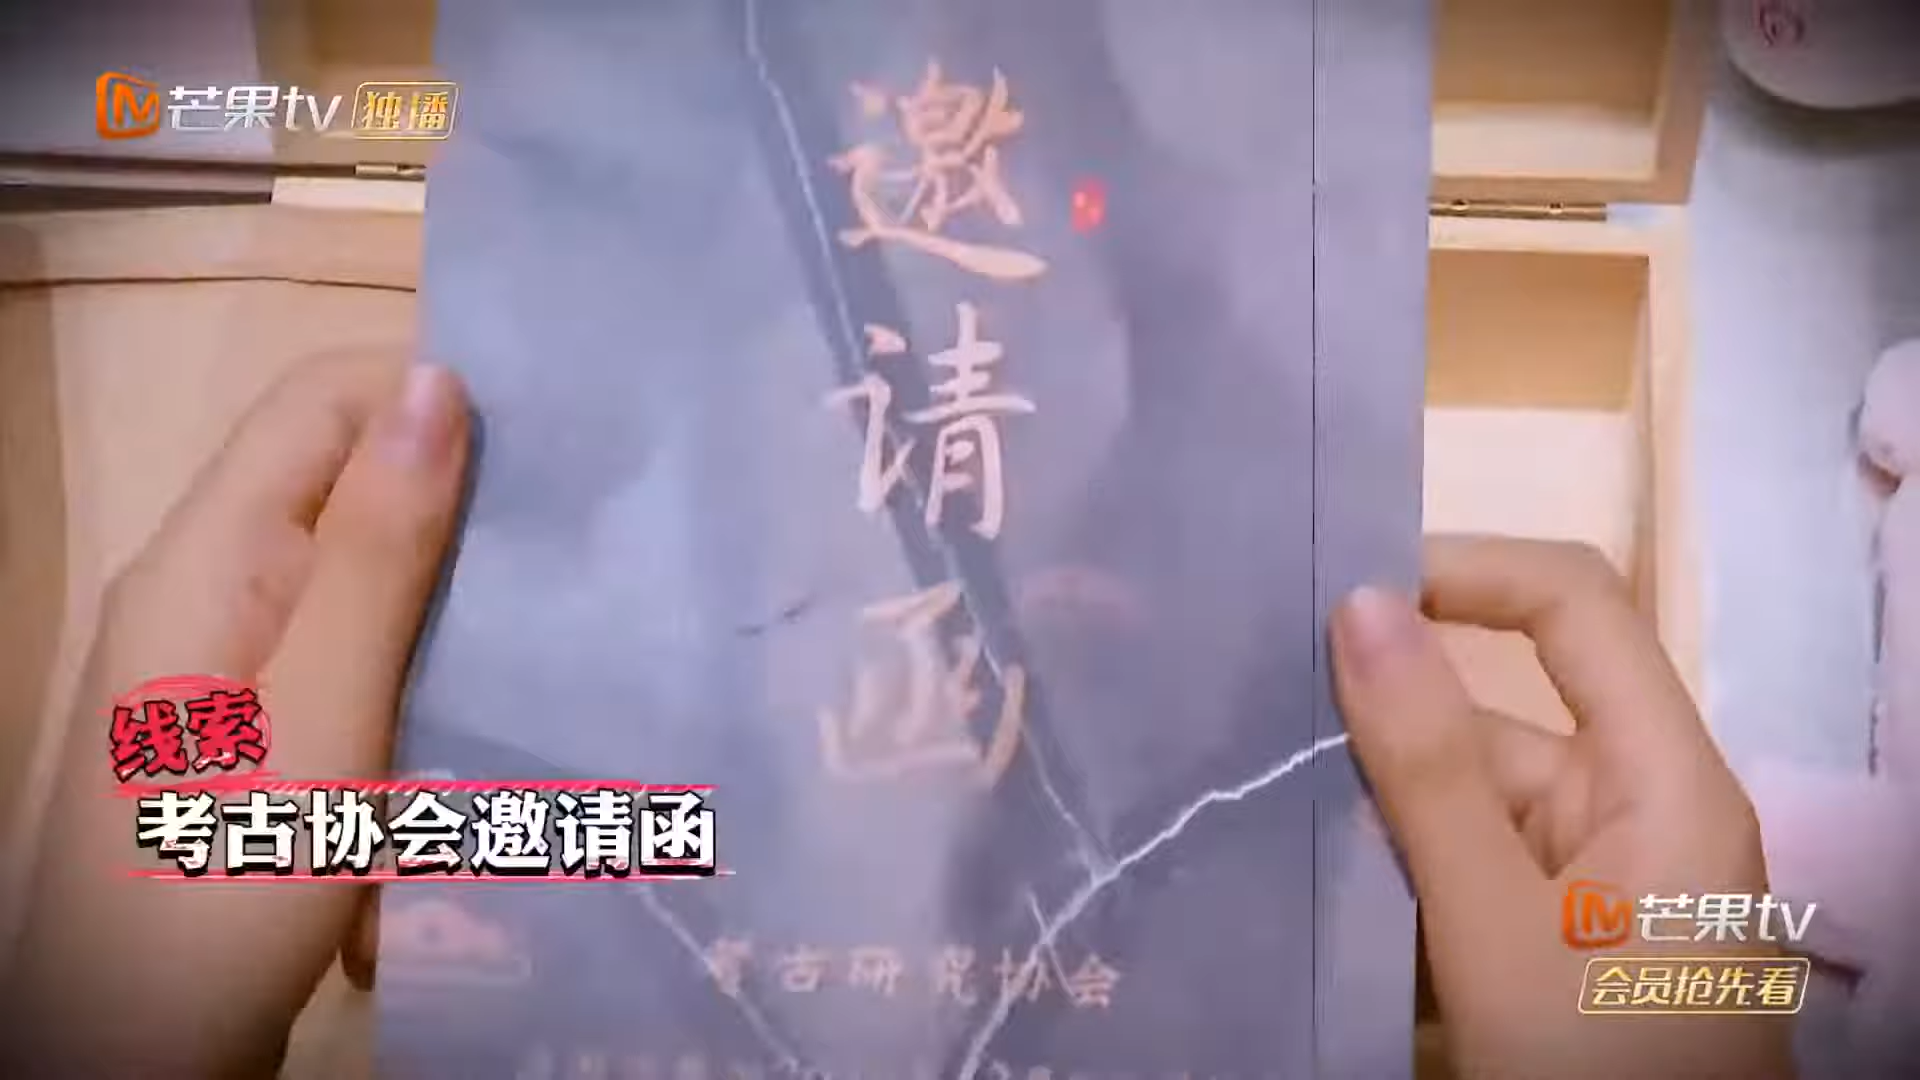 芒果tv 独播
邀请函
线索
考古协会邀请函
考古研究协会
芒果tv
会员抢先看